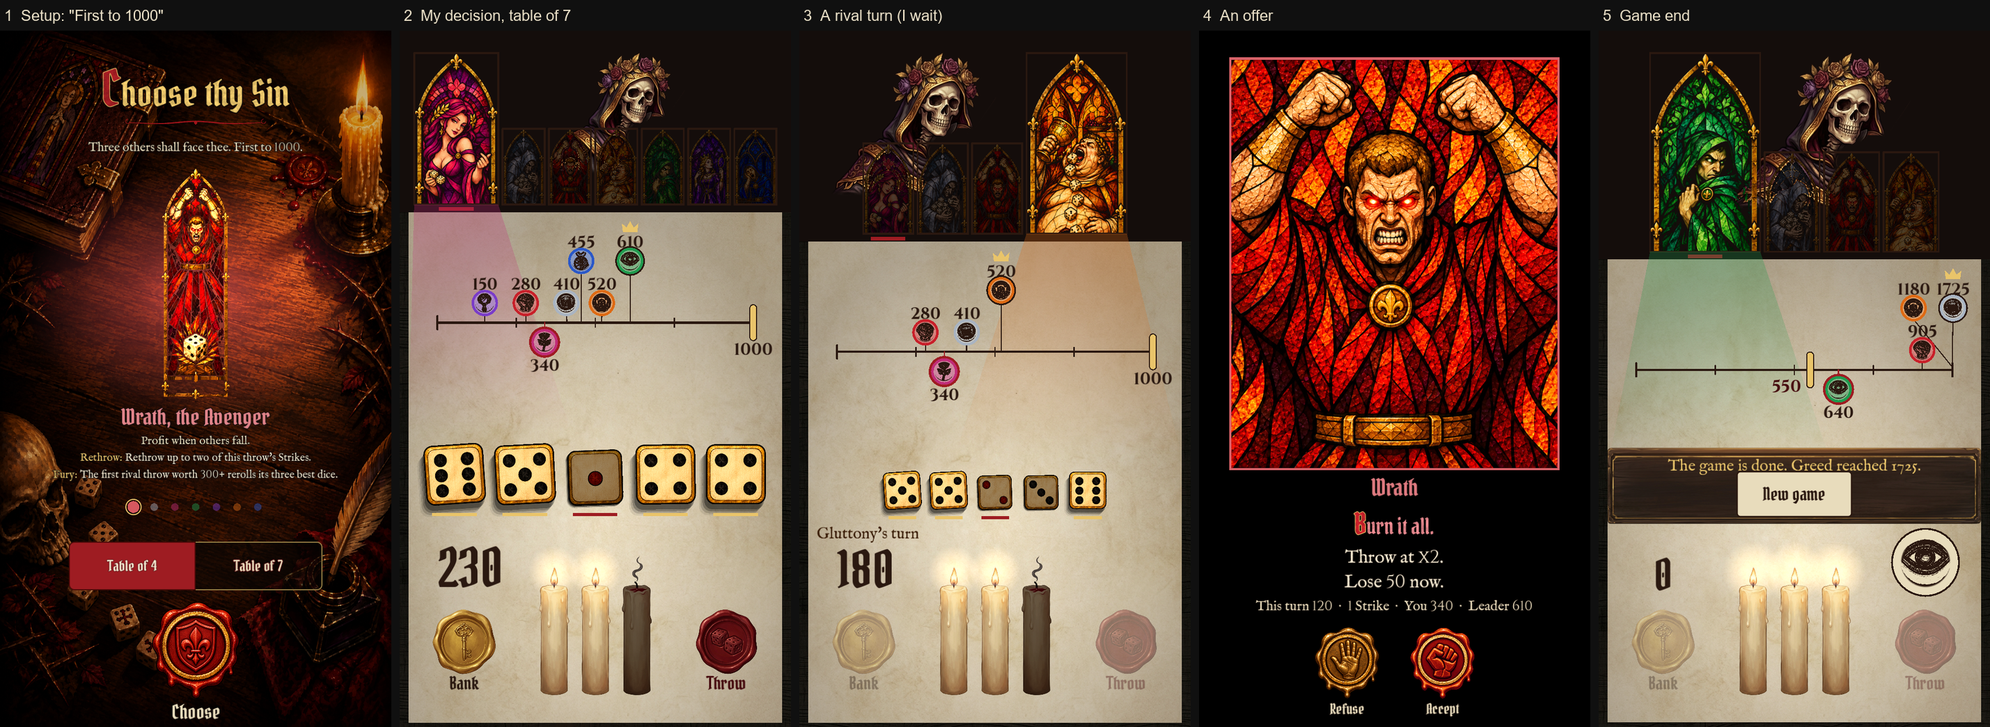 1 Setup: "First to 1000"
Choose thy Sin
Three others shall face thee. First to 1000.
Wrath, the Avenger
Profit when others fall.
Rethrow: Rethrow up to two of this throw's Strikes.
Fury: The first rival throw worth 300+ rerolls its three best dice.
Table of 4
Table of 7
Choose
2 My decision, table of 7
455
610
150
280
410
520
1000
340
230
Bank
Throw
3 A rival turn (I wait)
520
280
410
1000
340
Gluttony's turn
180
Bank
Throw
4 An offer
Wrath
Burn it all.
Throw at X2.
Lose 50 now.
This turn 120 · 1 Strike · You 340 · Leader 610
Refuse
Accept
5 Game end
1180
1725
905
550
640
The game is done. Greed reached 1725.
New game
0
Bank
Throw